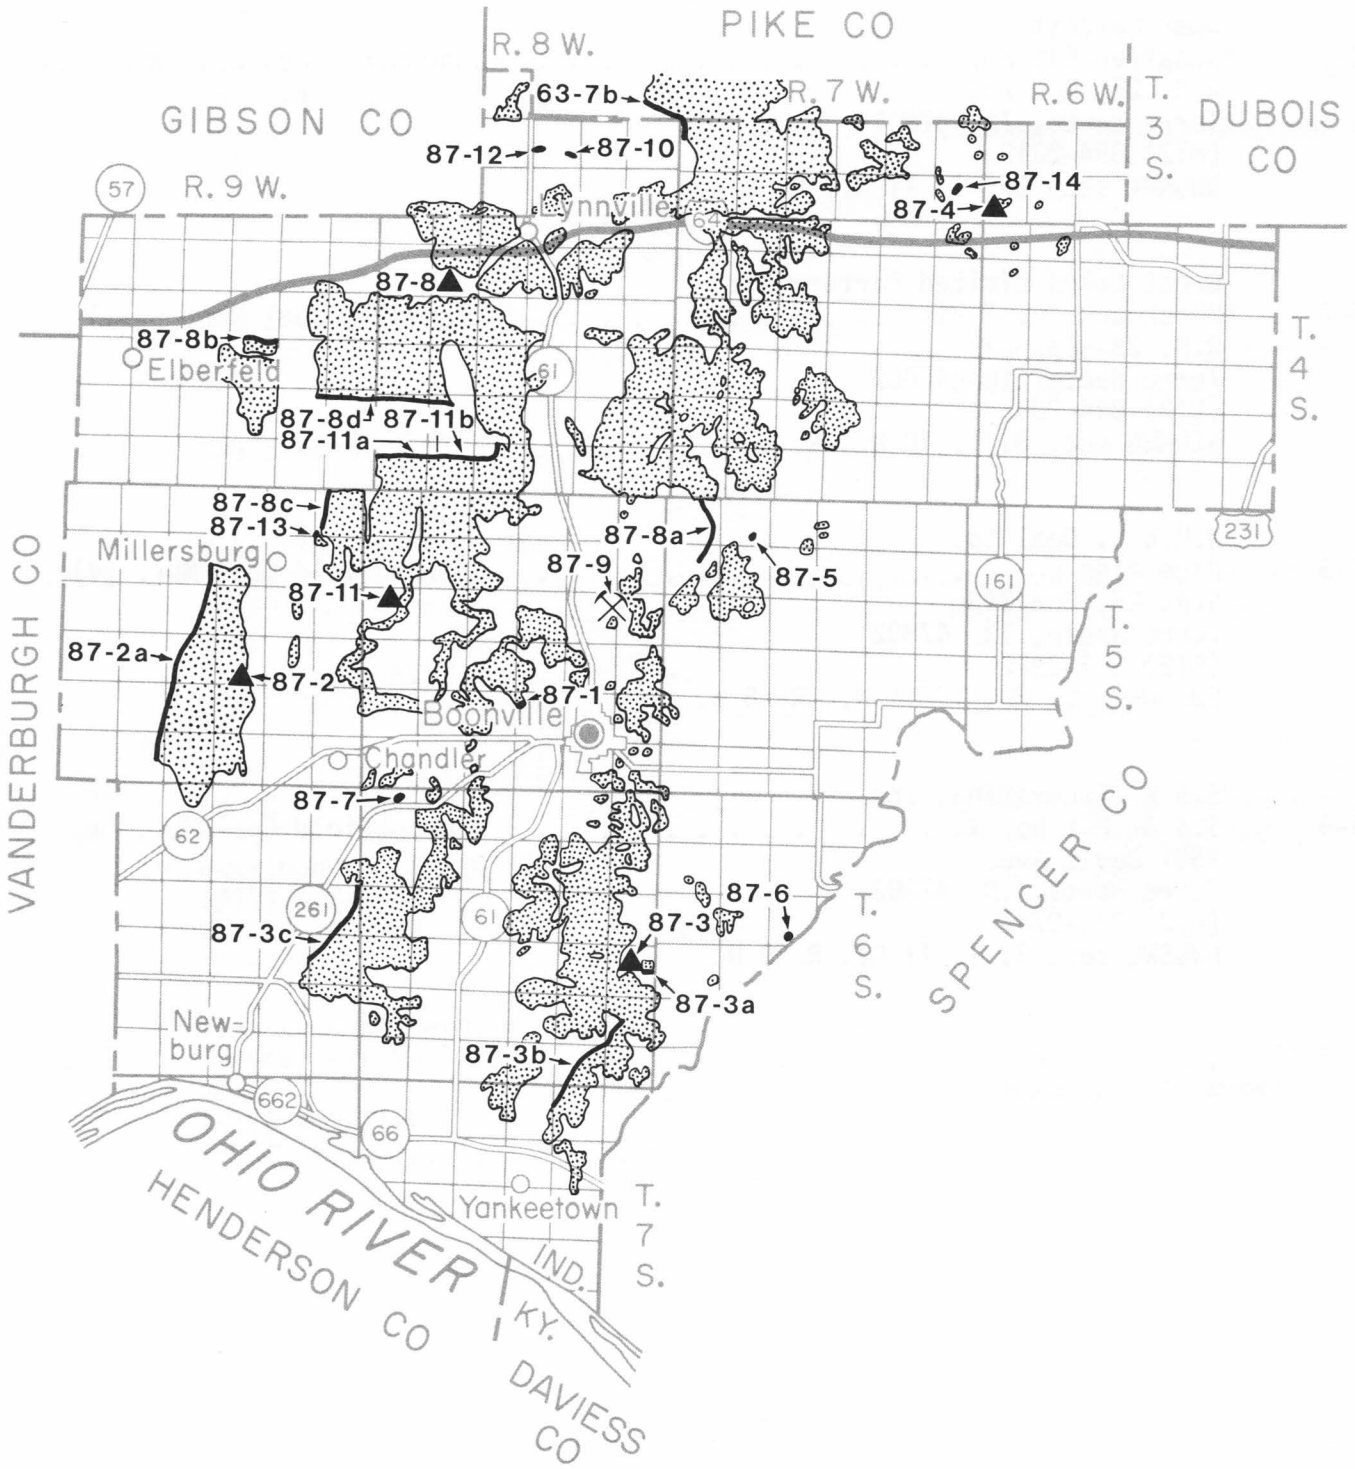 PIKE CO
R. 8 W.
63-7b
R. 7 W.
R. 6 W.
T.
3
S.
DUBOIS
CO
GIBSON CO
87-12
87-10
57
R. 9 W.
87-14
87-4
Lynnville
64
87-8
87-8b
Elberfeld
61
T.
4
S.
87-8d
87-11b
87-11a
87-8c
87-13
87-8a
231
Millersburg
87-9
87-5
161
87-11
T.
5
S.
VANDERBURGH CO
87-2a
87-2
87-1
Boonville
Chandler
87-7
62
SPENCER CO
87-6
T.
6
S.
261
61
87-3
87-3c
87-3a
New-
burg
87-3b
662
66
OHIO RIVER
HENDERSON CO
Yankeetown
T.
7
S.
IND.
KY.
DAVIESS
CO